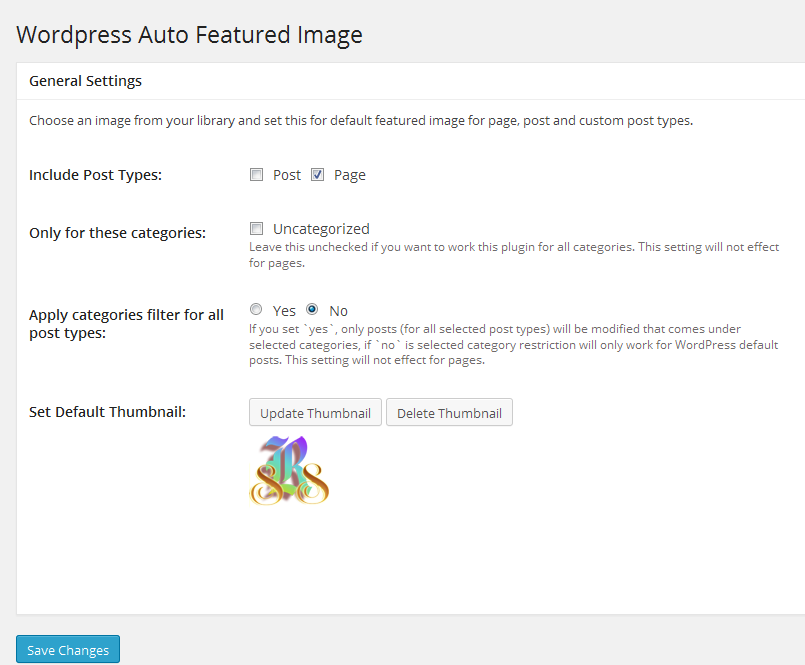 Wordpress Auto Featured Image
General Settings
Choose an image from your library and set this for default featured image for page, post and custom post types.
Include Post Types:
Post Page
Only for these categories:
Uncategorized
Leave this unchecked if you want to work this plugin for all categories. This setting will not effect
for pages.
Apply categories filter for all
post types:
Yes No
If you set `yes`, only posts (for all selected post types) will be modified that comes under
selected categories, if `no` is selected category restriction will only work for WordPress default
posts. This setting will not effect for pages.
Set Default Thumbnail:
Update Thumbnail Delete Thumbnail
Save Changes